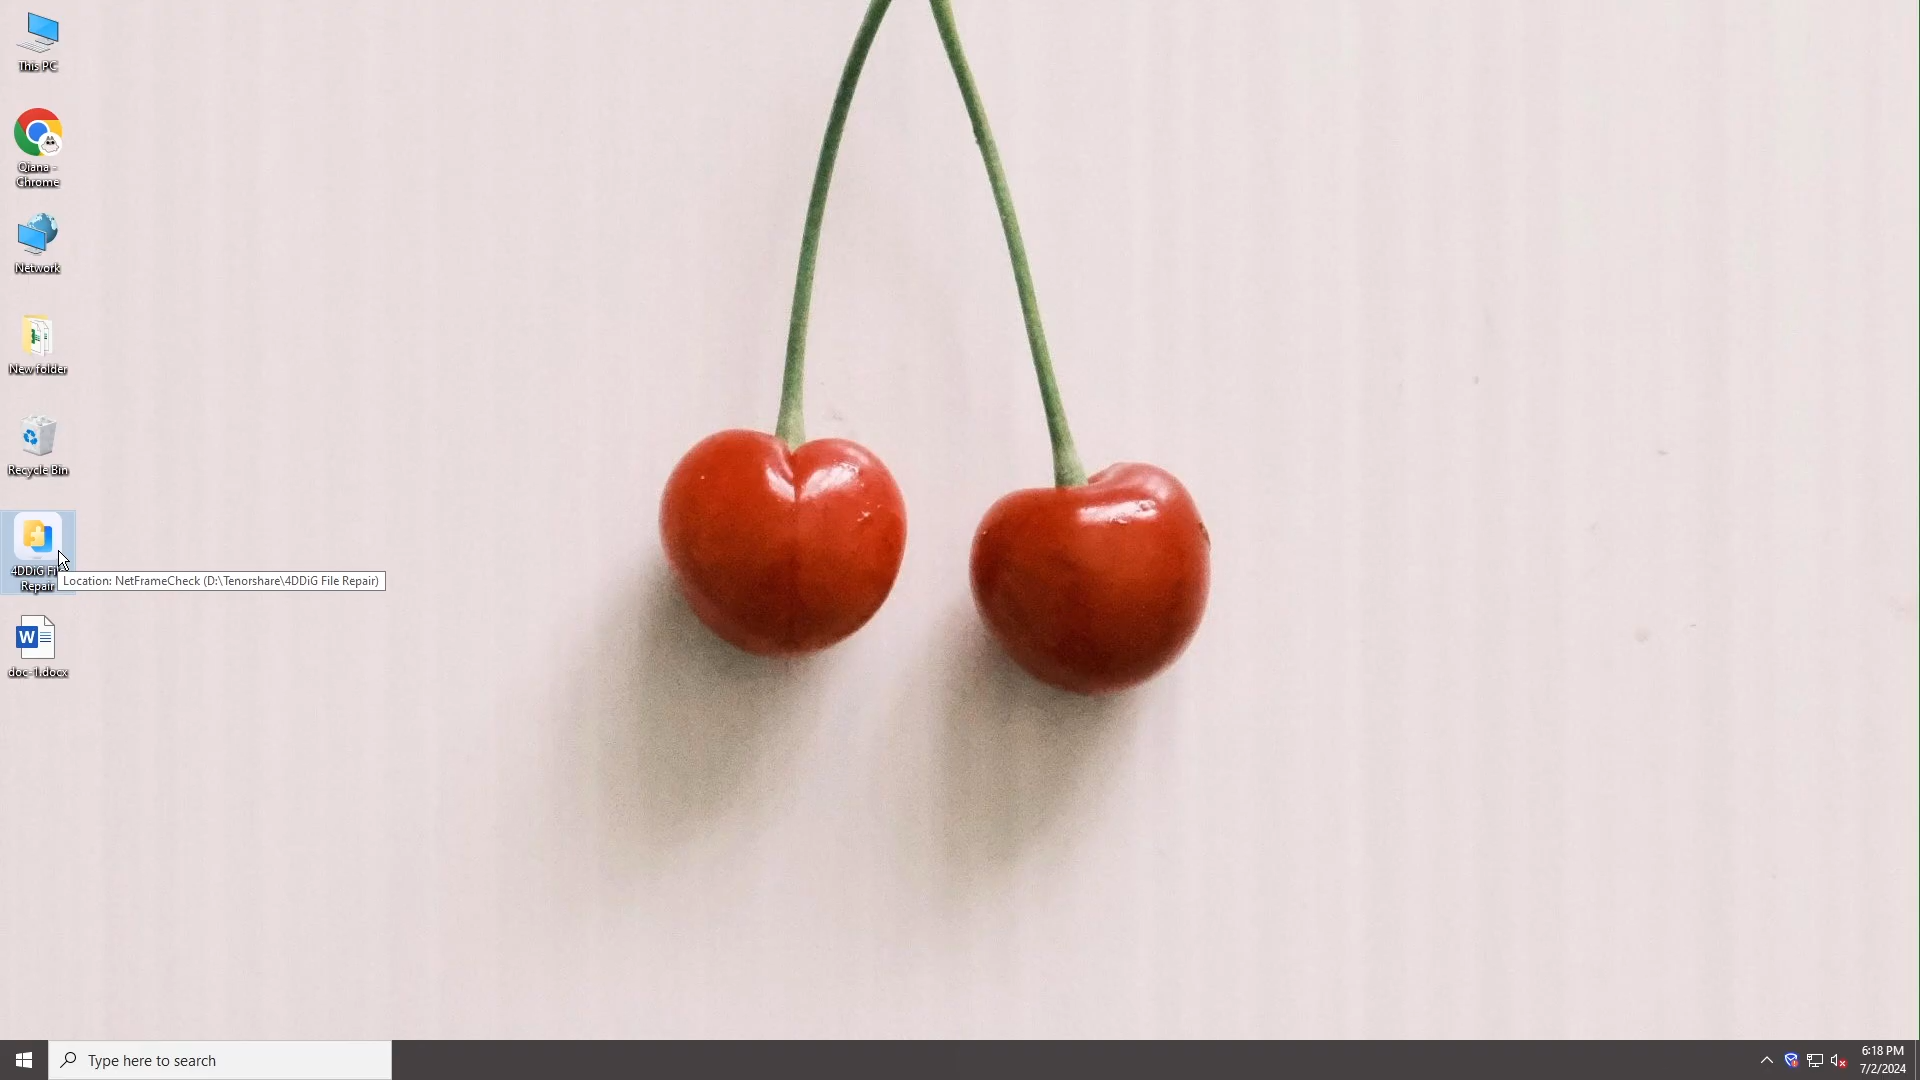 This PC
Qiana -
Chrome
Network
New folder
Recycle Bin
4DDiG Fi
Repair
Location: NetFrameCheck (D:\Tenorshare\4DDiG File Repair)
doc-1.docx
Type here to search
6:18 PM
7/2/2024